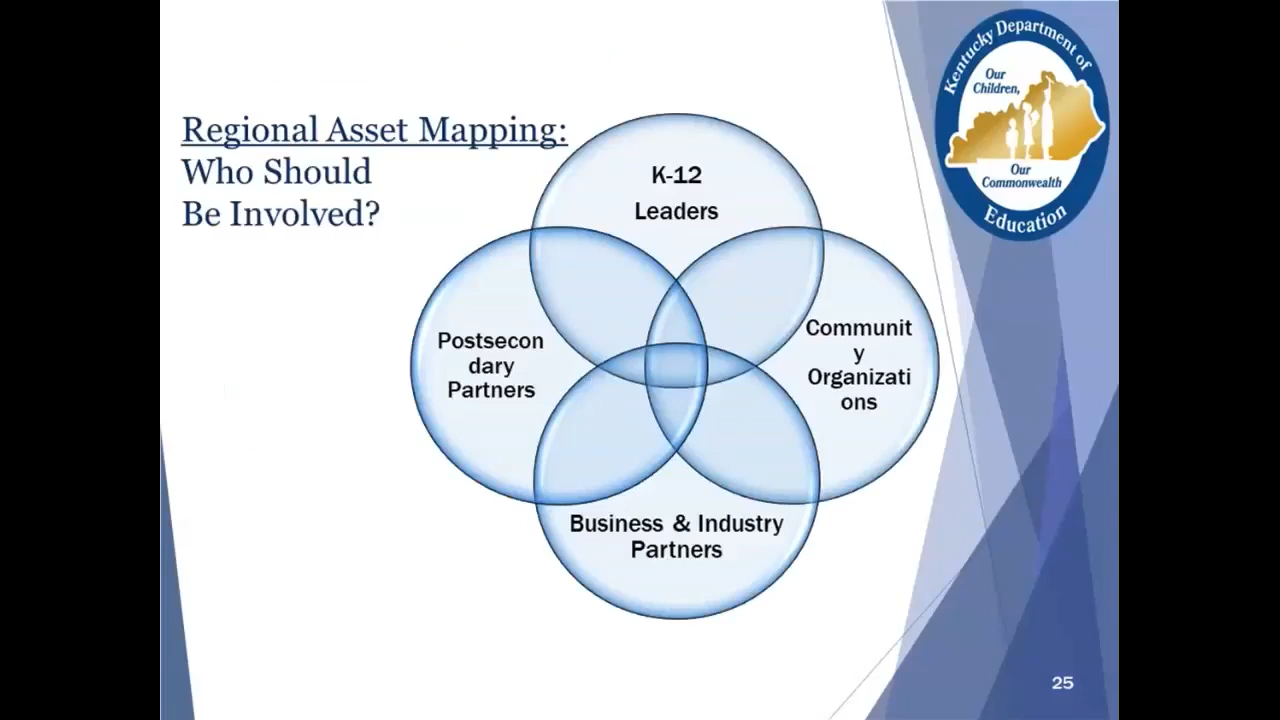 Regional Asset Mapping:
Who Should
Be Involved?
K-12
Leaders
Postsecon
dary
Partners
Communit
y
Organizati
ons
Business & Industry
Partners
Kentucky Department of
Our
Children,
Our
Commonwealth
Education
25